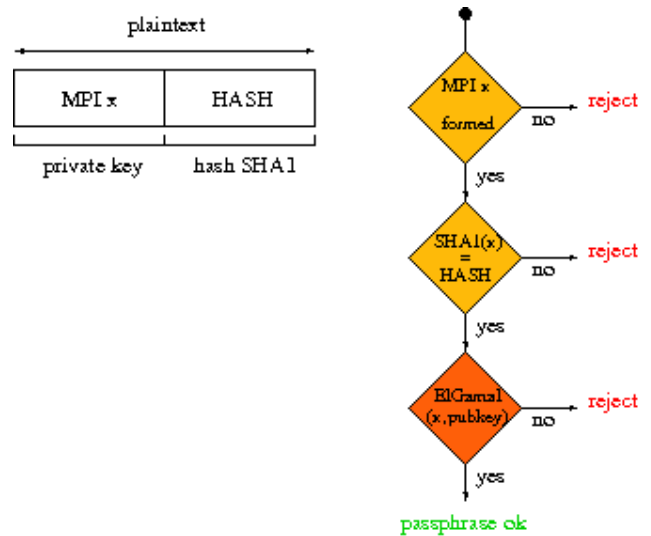 plaintext
MPI x HASH
private key hash SHA1
MPI x
formed
no reject
yes
SHA1(x)
=
HASH
no reject
yes
ElGamal
(x,pubkey)
no reject
yes
passphrase ok